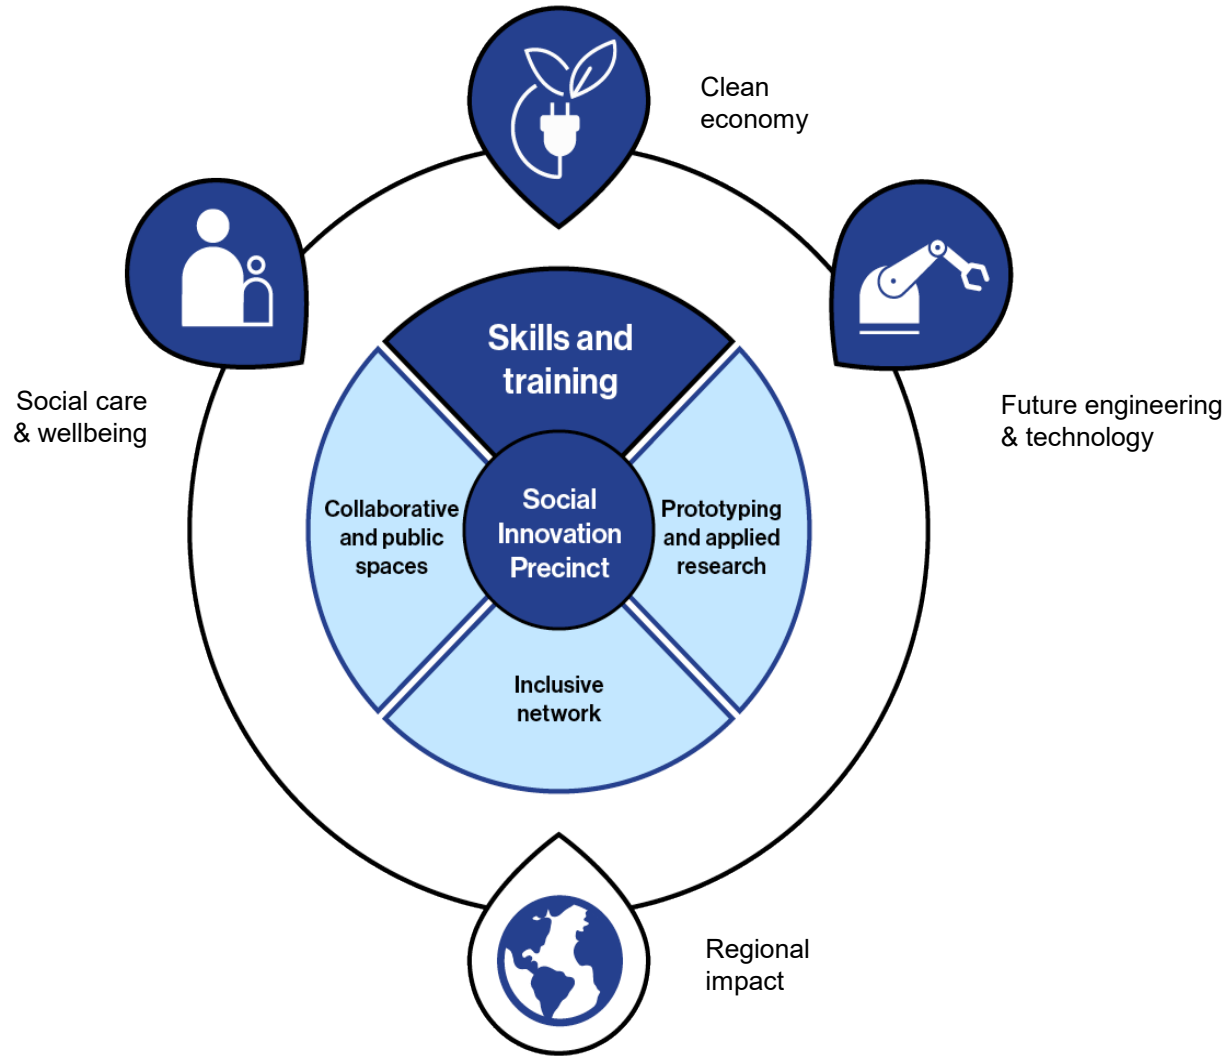 Clean
economy
Social care
& wellbeing
Future engineering
& technology
Skills and
training
Collaborative
and public
spaces
Social
Innovation
Precinct
Prototyping
and applied
research
Inclusive
network
Regional
impact